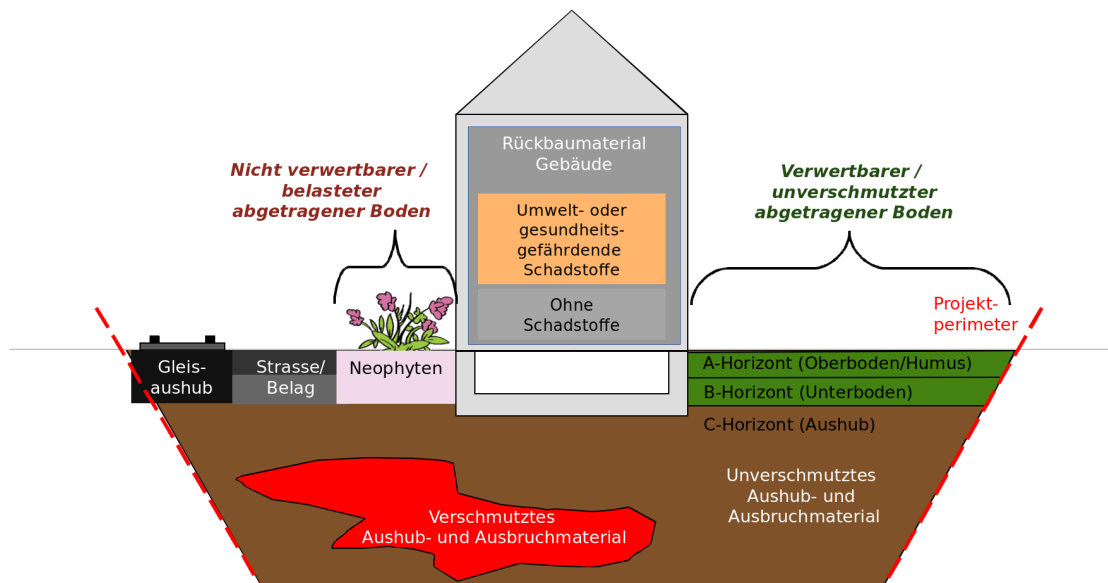 Rückbaumaterial
Gebäude
Nicht verwertbarer /
belasteter
abgetragener Boden
Verwertbarer /
unverschmutzter
abgetragener Boden
Umwelt- oder
gesundheits-
gefährdende
Schadstoffe
Ohne
Schadstoffe
Projekt-
perimeter
Gleis-
aushub
Strasse/
Belag
Neophyten
A-Horizont (Oberboden/Humus)
B-Horizont (Unterboden)
C-Horizont (Aushub)
Unverschmutztes
Aushub- und
Ausbruchmaterial
Verschmutztes
Aushub- und Ausbruchmaterial